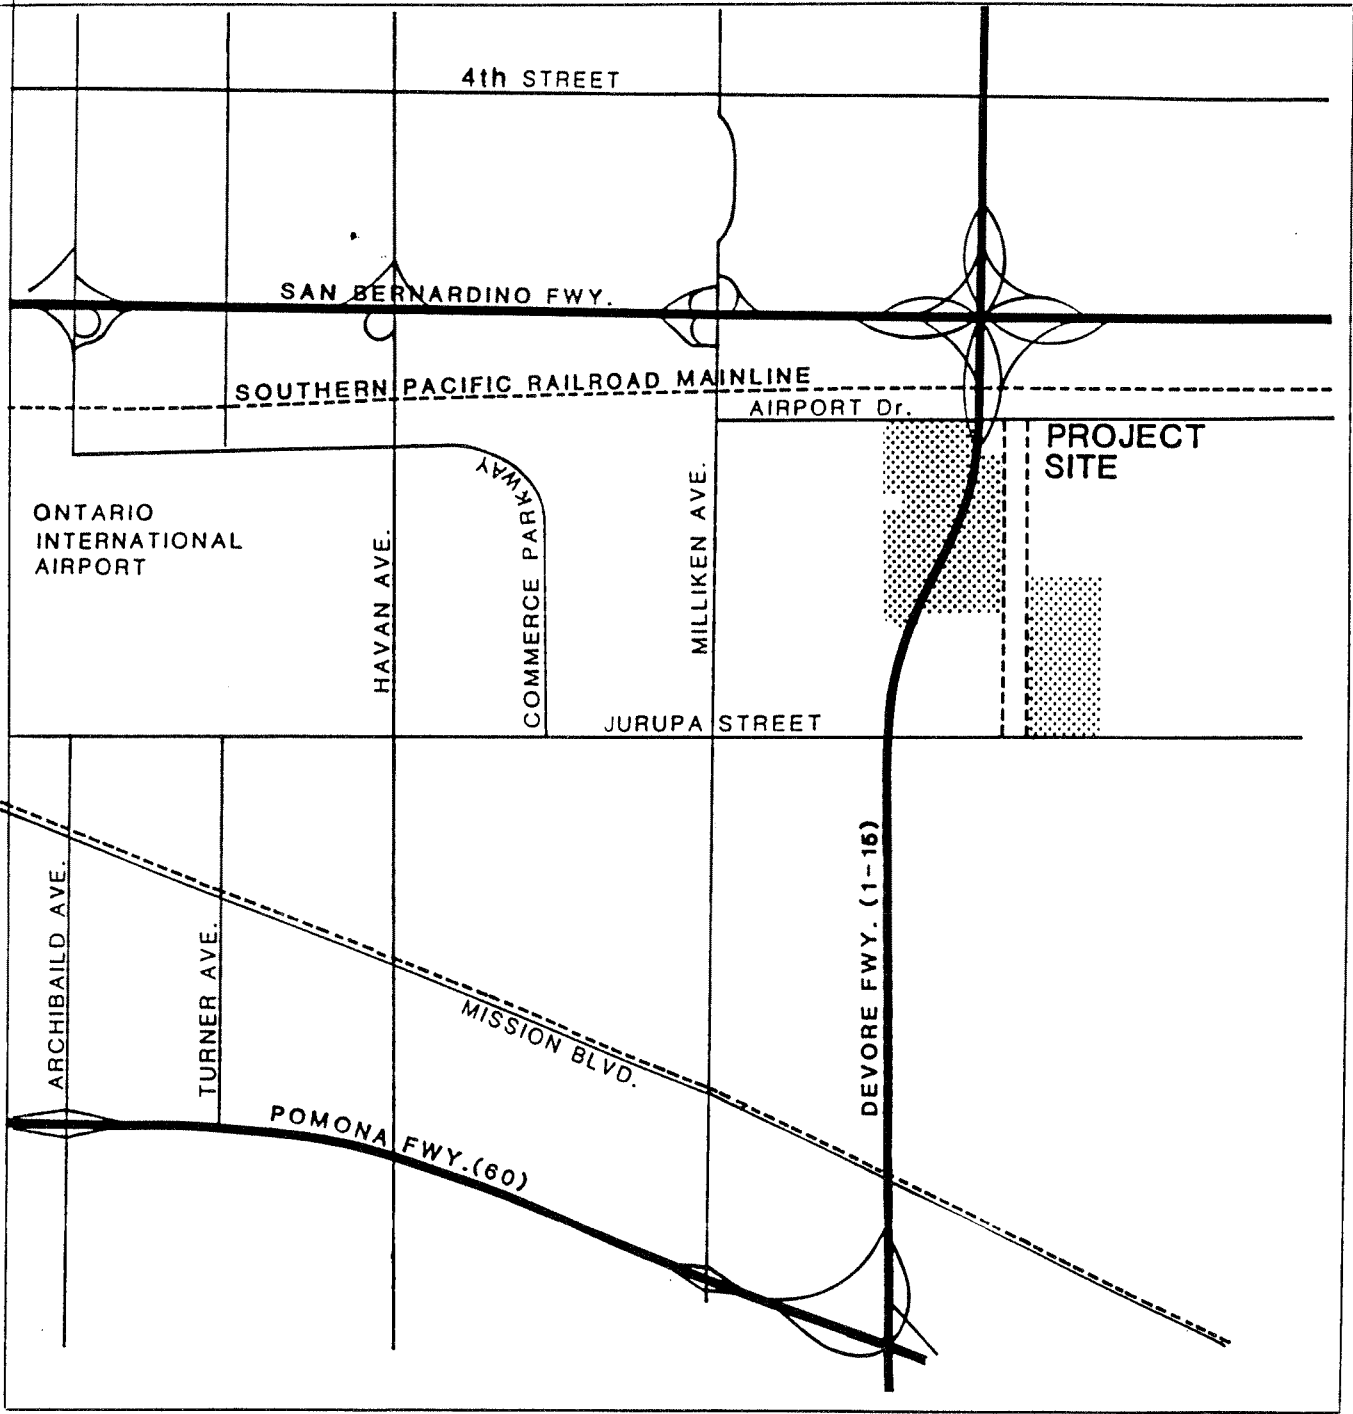 4th STREET
SAN BERNARDINO FWY.
SOUTHERN PACIFIC RAILROAD MAINLINE
AIRPORT Dr.
PROJECT
SITE
COMMERCE PARKWAY
ONTARIO
INTERNATIONAL
AIRPORT
HAVAN AVE.
MILLIKEN AVE.
JURUPA STREET
ARCHIBAILD AVE.
TURNER AVE.
MISSION BLVD.
DEVORE FWY. (1-15)
POMONA FWY.(60)